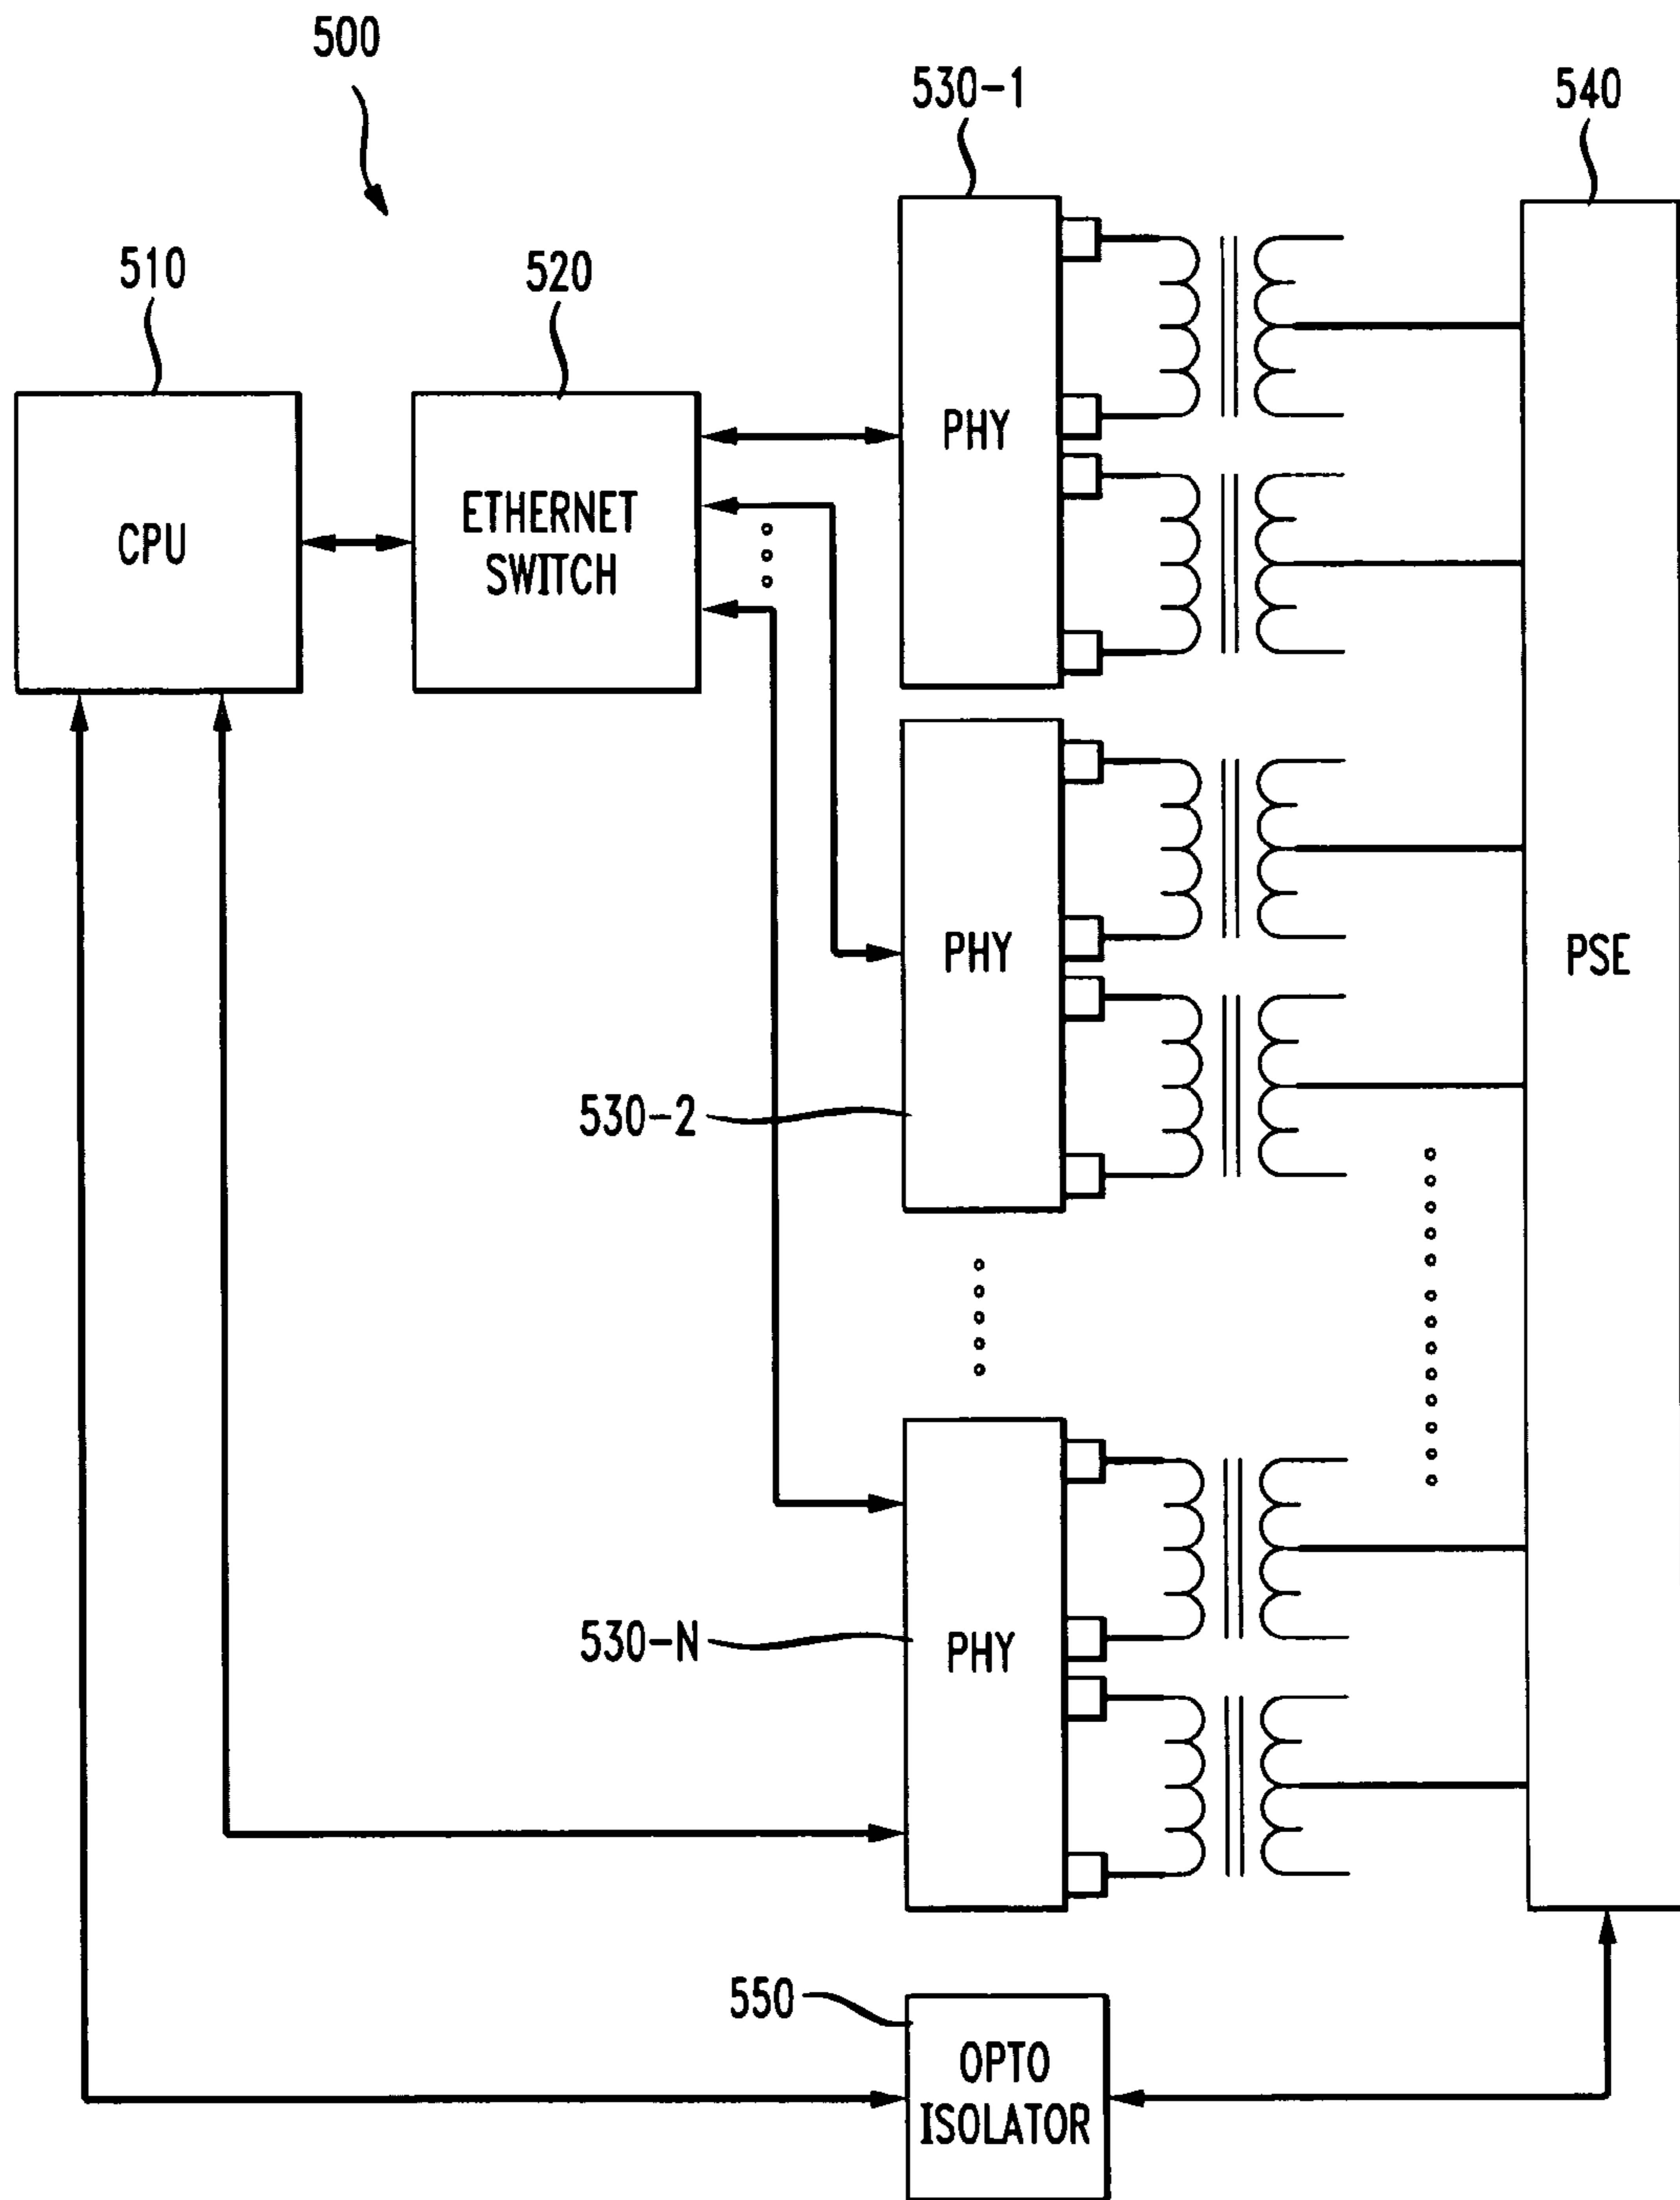 500
530-1
540
510
520
CPU
ETHERNET
SWITCH
PHY
PHY
530-2
PSE
530-N
PHY
550
OPTO
ISOLATOR